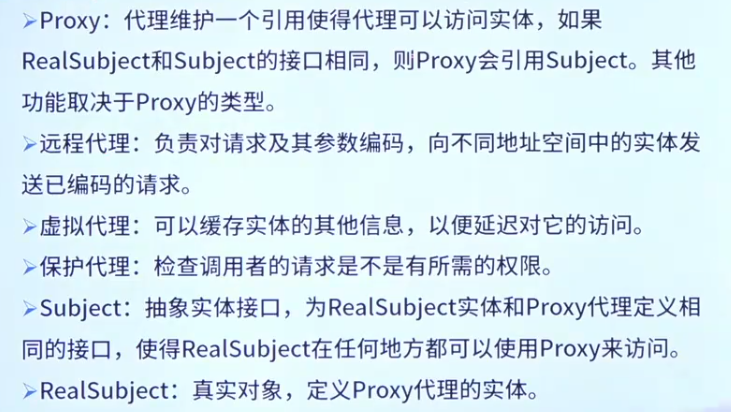 ➢Proxy：代理维护一个引用使得代理可以访问实体，如果
RealSubject和Subject的接口相同，则Proxy会引用Subject。其他
功能取决于Proxy的类型。
➢远程代理：负责对请求及其参数编码，向不同地址空间中的实体发
送已编码的请求。
➢虚拟代理：可以缓存实体的其他信息，以便延迟对它的访问。
➢保护代理：检查调用者的请求是不是有所需的权限。
➢Subject：抽象实体接口，为RealSubject实体和Proxy代理定义相
同的接口，使得RealSubject在任何地方都可以使用Proxy来访问。
➢RealSubject：真实对象，定义Proxy代理的实体。